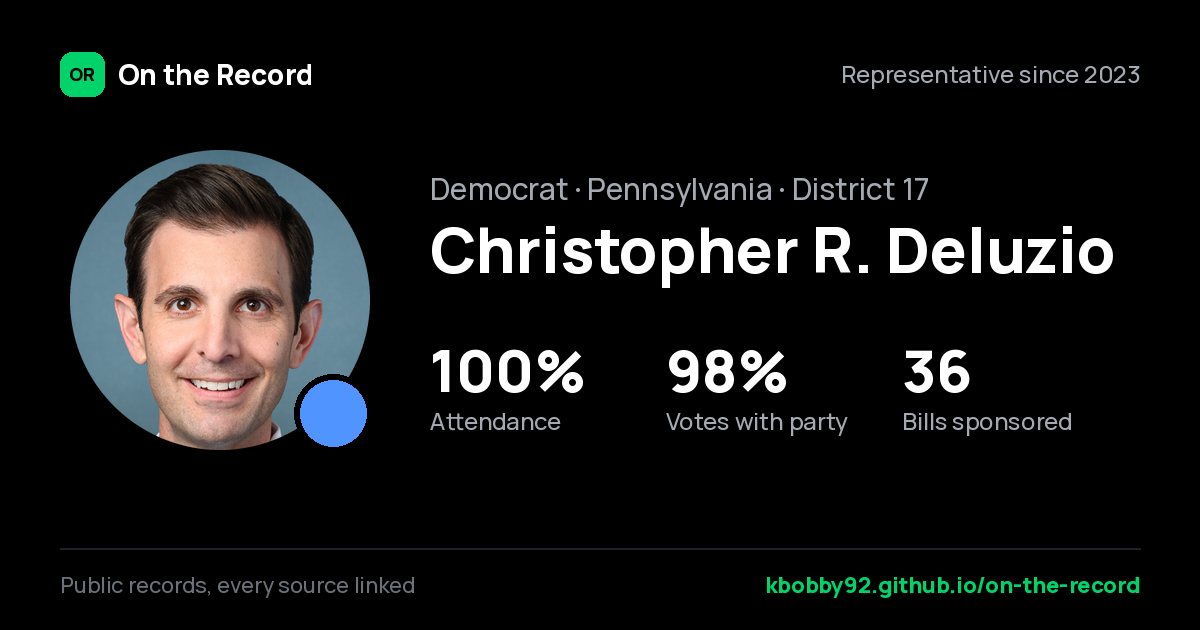 OR On the Record
Representative since 2023
Democrat · Pennsylvania · District 17
Christopher R. Deluzio
100% 98% 36
Attendance Votes with party Bills sponsored
Public records, every source linked
kbobby92.github.io/on-the-record